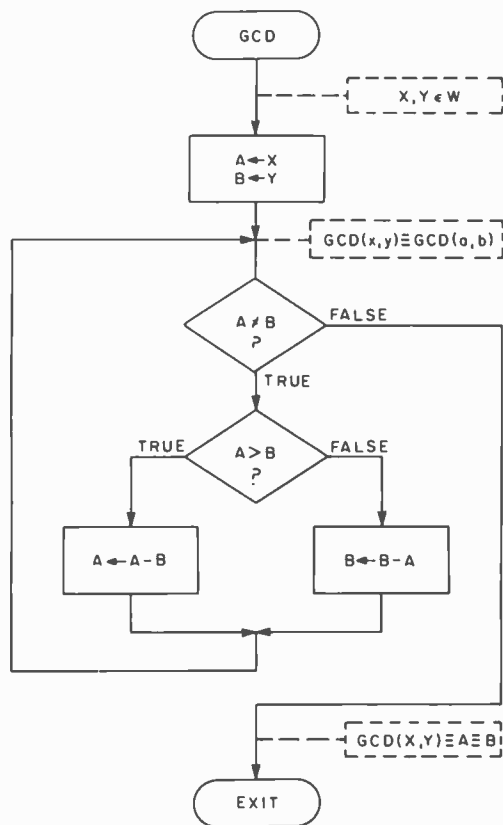 GCD
X, Y ϵ W
A ← X
B ← Y
GCD(x,y)≡GCD(a,b)
A ≠ B
?
FALSE
TRUE
TRUE
A > B
?
FALSE
A ← A - B
B ← B - A
GCD(X,Y)≡A≡B
EXIT